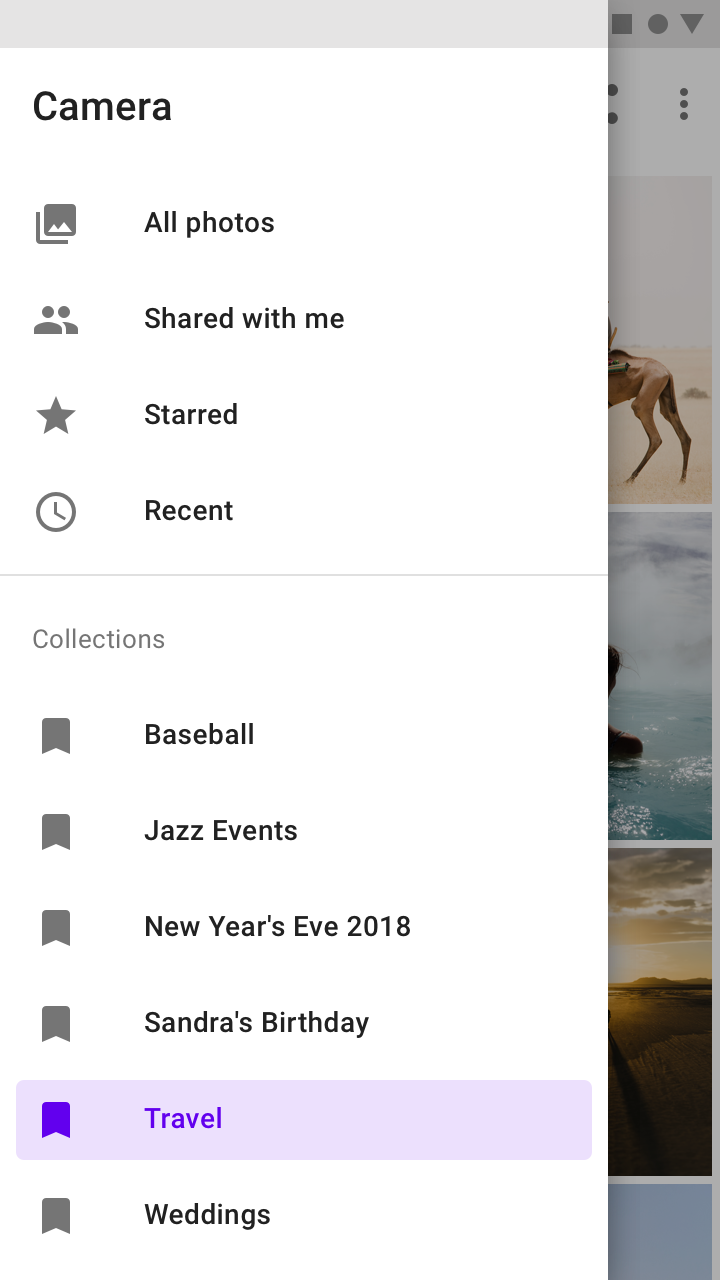 Camera
All photos
Shared with me
Starred
Recent
Collections
Baseball
Jazz Events
New Year's Eve 2018
Sandra's Birthday
Travel
Weddings